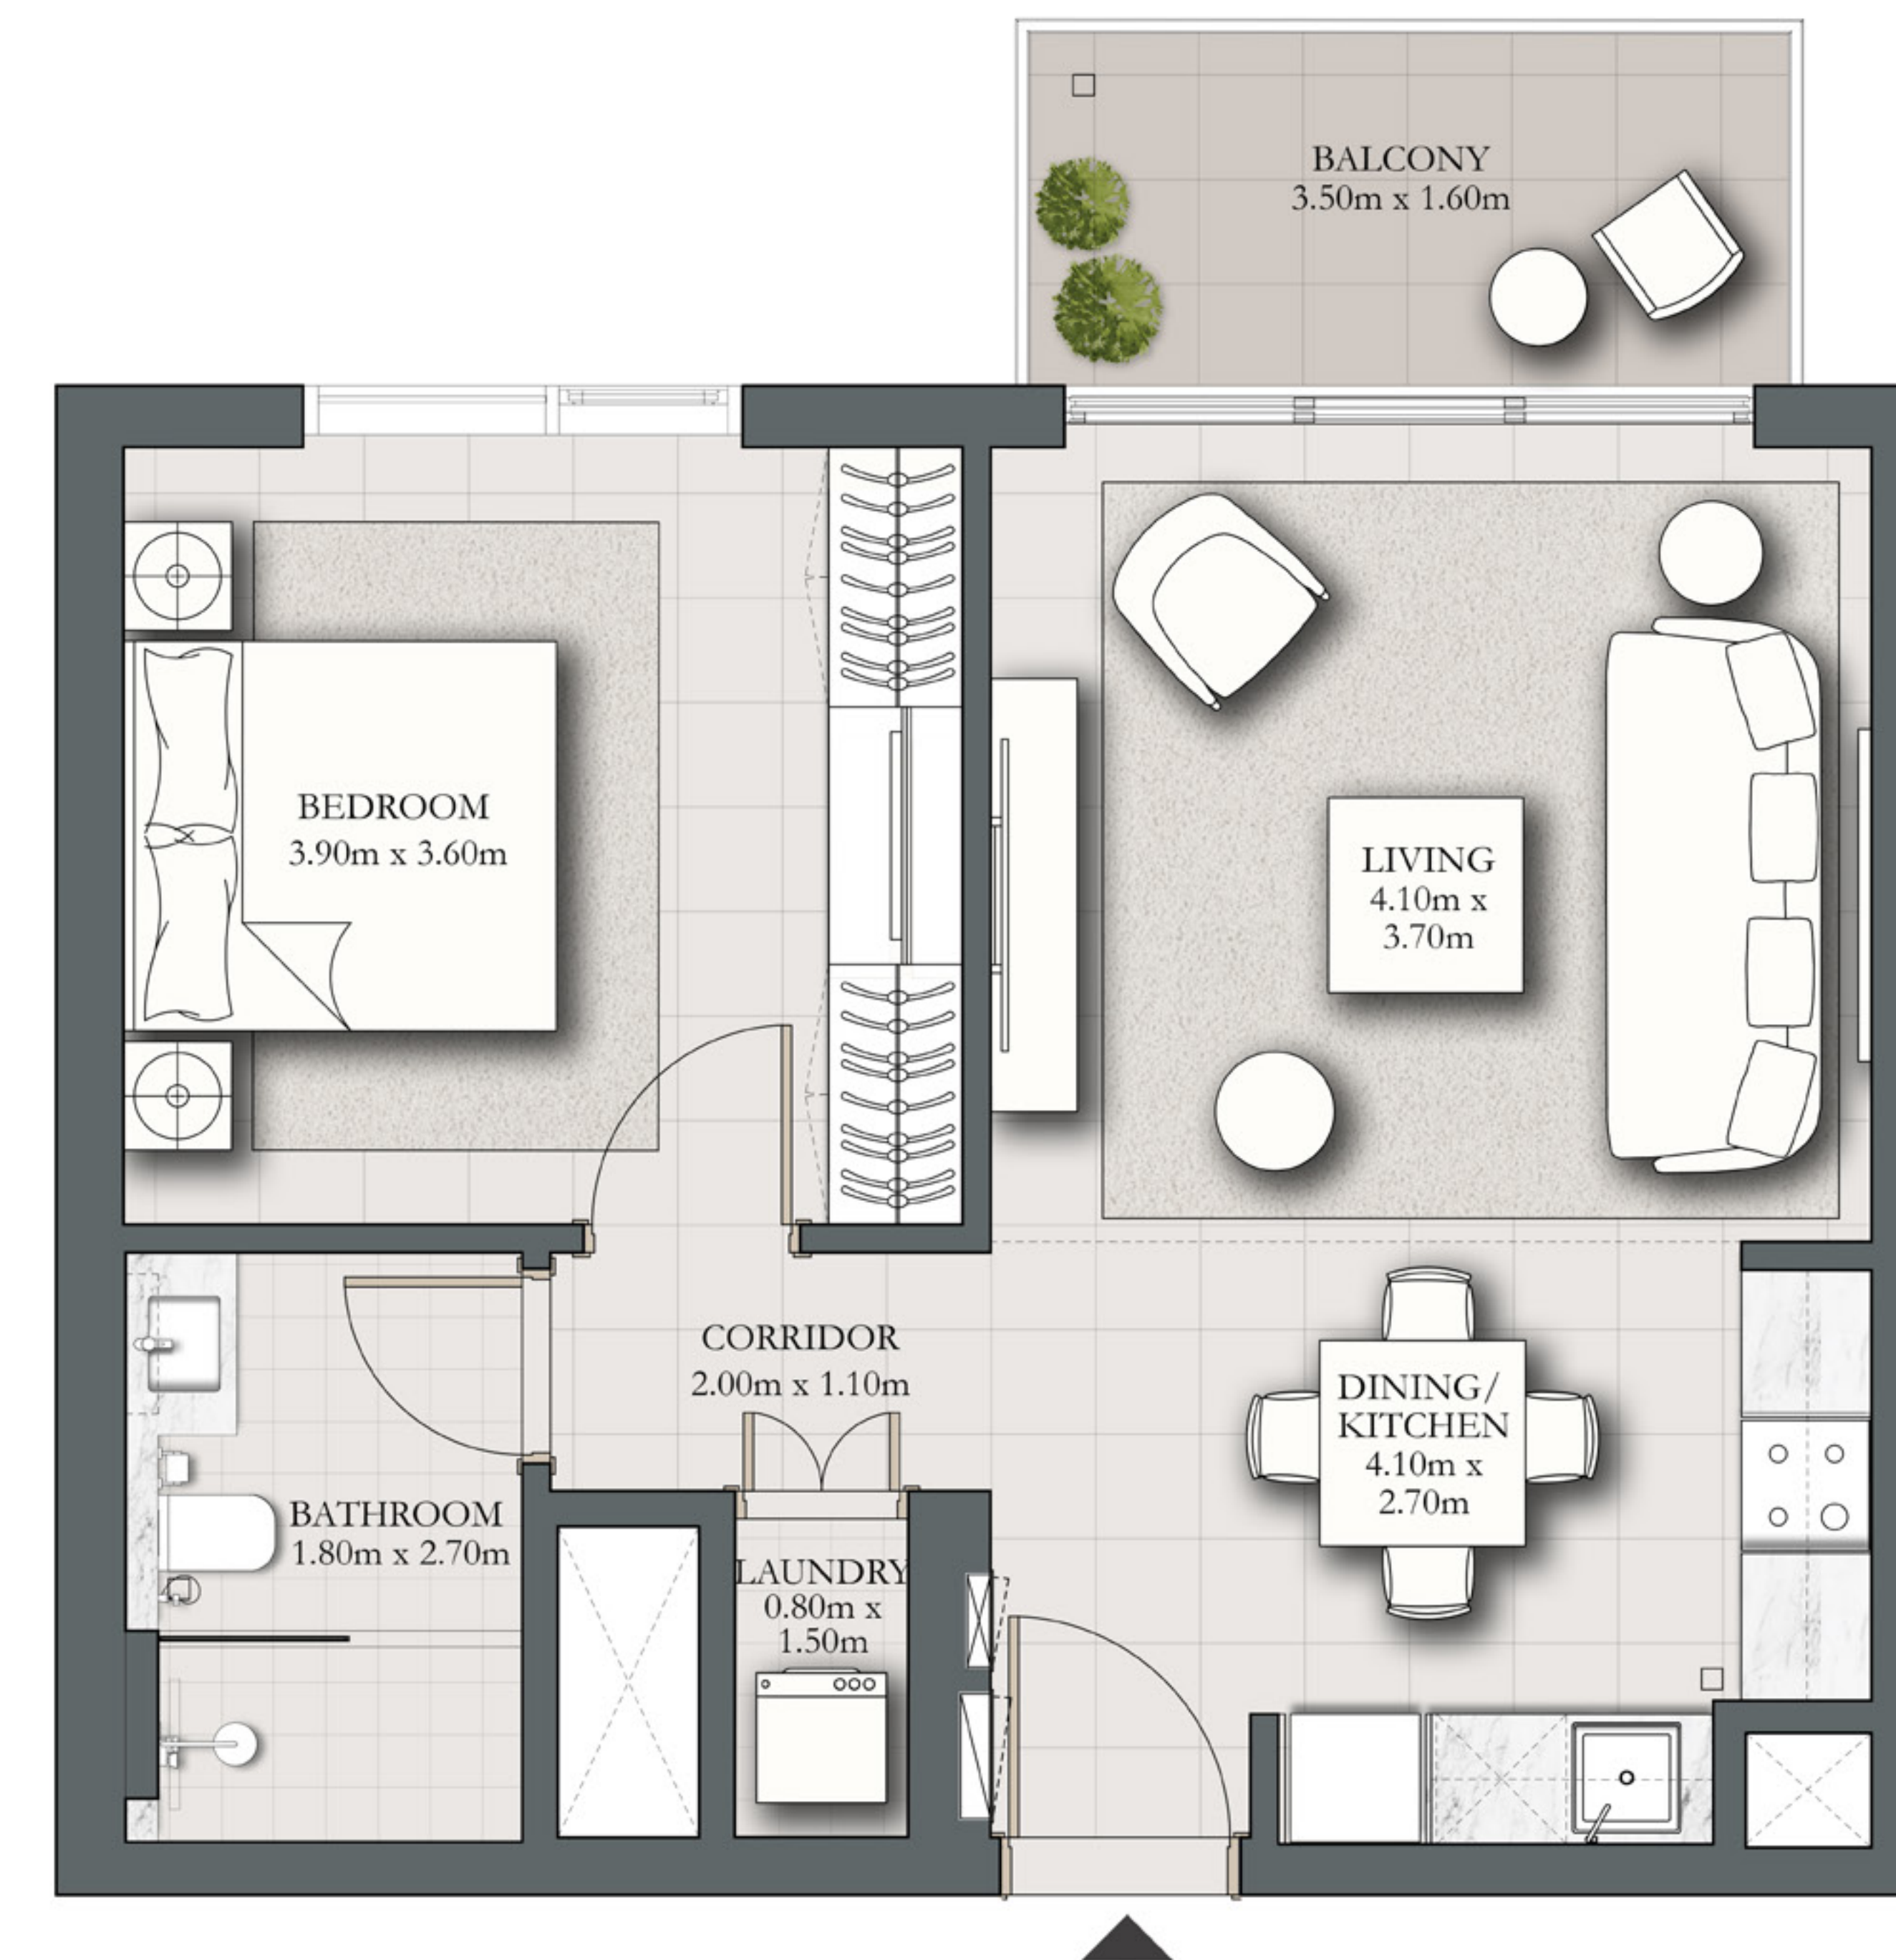 BALCONY
3.50m x 1.60m
BEDROOM
3.90m x 3.60m
LIVING
4.10m x
3.70m
CORRIDOR
2.00m x 1.10m
DINING/
KITCHEN
4.10m x
2.70m
BATHROOM
1.80m x 2.70m
LAUNDRY
0.80m x
1.50m